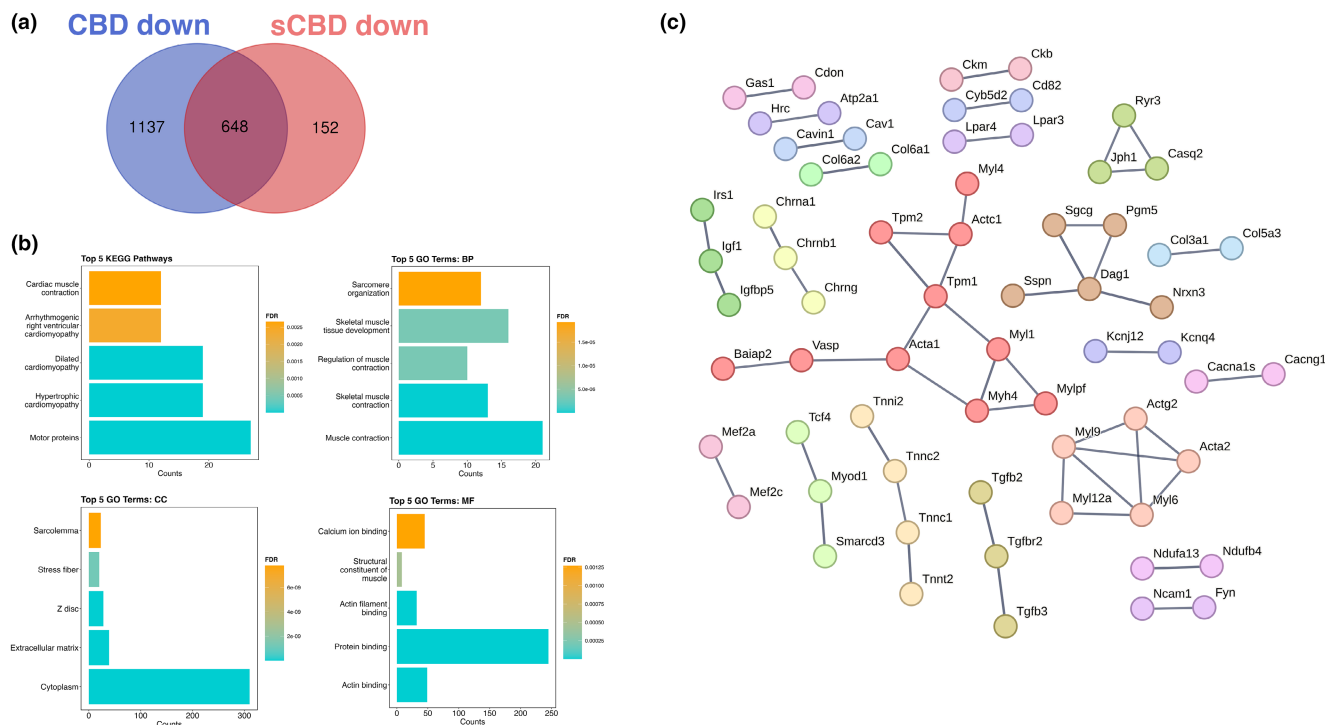 (a)
CBD down
sCBD down
1137
648
152
(b)
Top 5 KEGG Pathways
Cardiac muscle
contraction
Arrhythmogenic
right ventricular
cardiomyopathy
Dilated
cardiomyopathy
Hypertrophic
cardiomyopathy
Motor proteins
0
10
20
Counts
FDR
0.0025
0.0020
0.0015
0.0010
0.0005
Top 5 GO Terms: BP
Sarcomere
organization
Skeletal muscle
tissue development
Regulation of muscle
contraction
Skeletal muscle
contraction
Muscle contraction
0
5
10
15
20
Counts
FDR
1.5e-05
1.0e-05
5.0e-06
Top 5 GO Terms: CC
Sarcolemma
Stress fiber
Z disc
Extracellular matrix
Cytoplasm
0
100
200
300
Counts
FDR
6e-09
4e-09
2e-09
Top 5 GO Terms: MF
Calcium ion binding
Structural
constituent of
muscle
Actin filament
binding
Protein binding
Actin binding
0
50
100
150
200
250
Counts
FDR
0.00125
0.00100
0.00075
0.00050
0.00025
(c)
Gas1
Cdon
Hrc
Atp2a1
Cavin1
Cav1
Col6a2
Col6a1
Ckm
Ckb
Cyb5d2
Cd82
Lpar4
Lpar3
Ryr3
Jph1
Casq2
Irs1
Igf1
Igfbp5
Chrna1
Chrnb1
Chrng
Myl4
Tpm2
Actc1
Tpm1
Myl1
Baiap2
Vasp
Acta1
Myh4
Mylpf
Sgcg
Pgm5
Sspn
Dag1
Nrxn3
Col3a1
Col5a3
Kcnj12
Kcnq4
Cacna1s
Cacng1
Mef2a
Mef2c
Tcf4
Myod1
Smarcd3
Tnni2
Tnnc2
Tnnc1
Tnnt2
Tgfb2
Tgfbr2
Tgfb3
Actg2
Myl9
Acta2
Myl12a
Myl6
Ndufa13
Ndufb4
Ncam1
Fyn